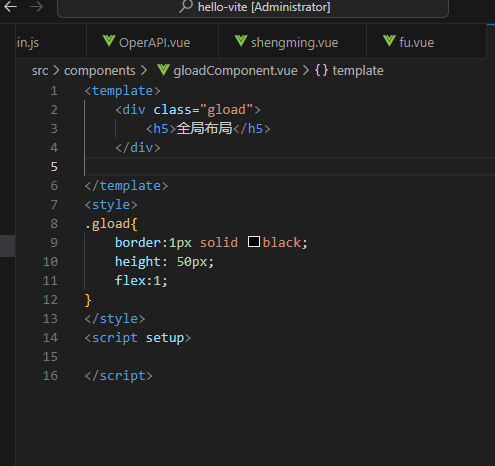 hello-vite [Administrator]
in.js OperAPI.vue shengming.vue fu.vue
src > components > gloadComponent.vue > {} template
1 <template>
2 <div class="gload">
3 <h5>全局布局</h5>
4 </div>
5
6 </template>
7 <style>
8 .gload{
9 border:1px solid black;
10 height: 50px;
11 flex:1;
12 }
13 </style>
14 <script setup>
15
16 </script>